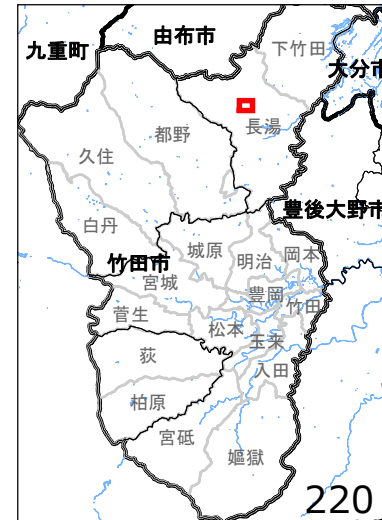 由布市
九重町
下竹田
大分市
長湯
都野
久住
豊後大野市
白丹
城原
岡本
明治
竹田市
宮城
豊岡
竹田
菅生
松本
玉来
荻
入田
柏原
宮砥
嫗獄
220